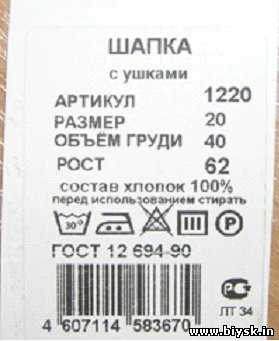 ШАПКА
с ушками
АРТИКУЛ 1220
РАЗМЕР 20
ОБЪЁМ ГРУДИ 40
РОСТ 62
состав хлопок 100%
перед использованием стирать
30° P
ГОСТ 12 694-90
ЛТ 34
4 607114 583670
www.biysk.in